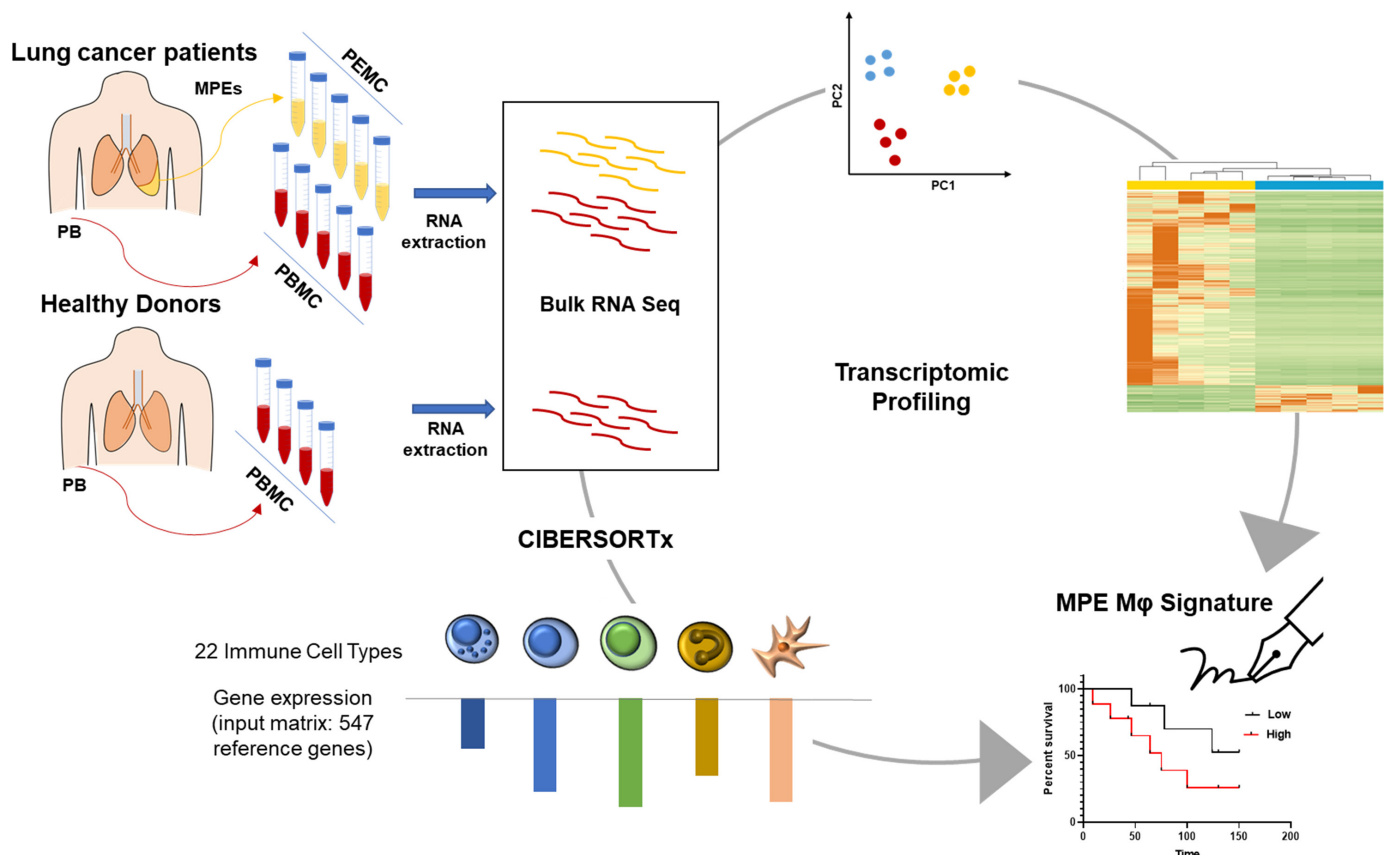 Lung cancer patients
MPEs
PEMC
PB
PBMC
RNA
extraction
Healthy Donors
PB
PBMC
RNA
extraction
Bulk RNA Seq
PC2
PC1
Transcriptomic
Profiling
CIBERSORTx
22 Immune Cell Types
Gene expression
(input matrix: 547
reference genes)
MPE Mφ Signature
Percent survival
100
50
0
Low
High
0
50
100
150
200
Time